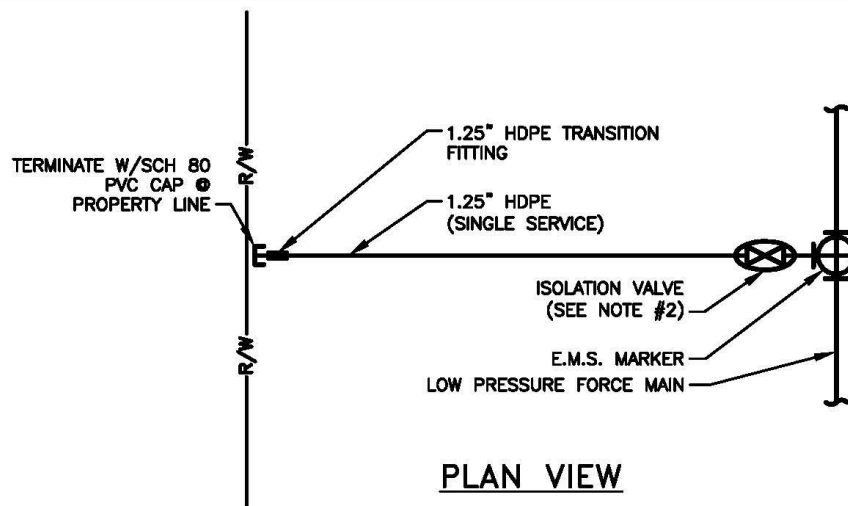 1.25" HDPE TRANSITION
FITTING
TERMINATE W/SCH 80
PVC CAP @
PROPERTY LINE
R/W
1.25" HDPE
(SINGLE SERVICE)
ISOLATION VALVE
(SEE NOTE #2)
R/W
E.M.S. MARKER
LOW PRESSURE FORCE MAIN
PLAN VIEW